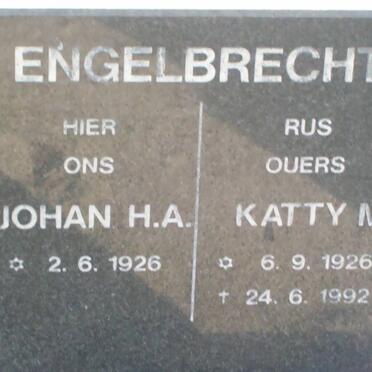 ENGELBRECHT
HIER RUS
ONS OUERS
JOHAN H.A. KATTY M
✡ 2. 6. 1926 ✡ 6. 9. 1926
† 24. 6. 1992